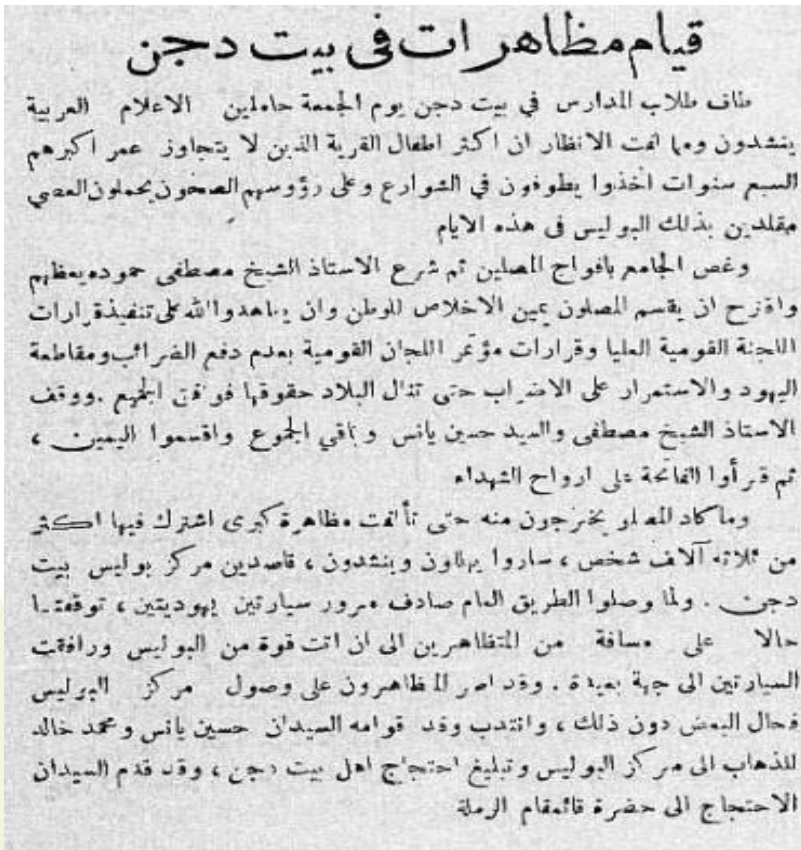 قيام مظاهرات في بيت دجن
طاف طلاب المدارس في بيت دجن يوم الجمعة حاملين الاعلام العربية
ينشدون ومما لفت الانظار ان اكثر اطفال القرية الذين لا يتجاوز عمر اكبرهم
السبع سنوات اخذوا يطوفون في الشوارع وعلى رؤوسهم الصحون يحملون العصي
مقلدين بذلك البوليس في هذه الايام
وغص الجامع بافواج المصلين ثم شرع الاستاذ الشيخ مصطفى حموده يعظهم
واقترح ان يقسم المصلون يمين الاخلاص للوطن وان يعاهدوا الله على تنفيذ قرارات
اللجنة القومية العليا وقرارات مؤتمر اللجان القومية بعدم دفع الضرائب ومقاطعة
اليهود والاستمرار على الاضراب حتى تنال البلاد حقوقها فوافق الجميع . ووقف
الاستاذ الشيخ مصطفى والسيد حسين يانس وباقي الجموع واقسموا اليمين ،
ثم قرأوا الفاتحة على ارواح الشهداء
وما كاد المصلو يخرجون منه حتى تألفت مظاهرة كبرى اشترك فيها اكثر
من ثلاثه آلاف شخص ، ساروا يهللون وينشدون ، قاصدين مركز بوليس بيت
دجن . ولما وصلوا الطريق العام صادف مرور سيارتين يهوديتين ، توقفتا
حالا على مسافة من المتظاهرين الى ان اتت قوة من البوليس ورافقت
السيارتين الى جهة بعيدة . وقد اصر المظاهرون على وصول مركز البوليس
فحال البعض دون ذلك ، وانتدب وفد قوامه السيدان حسين يانس ومحمد خالد
للذهاب الى مركز البوليس وتبليغ احتجاج اهل بيت دجن ، وقد قدم السيدان
الاحتجاج الى حضرة قائمقام الرملة